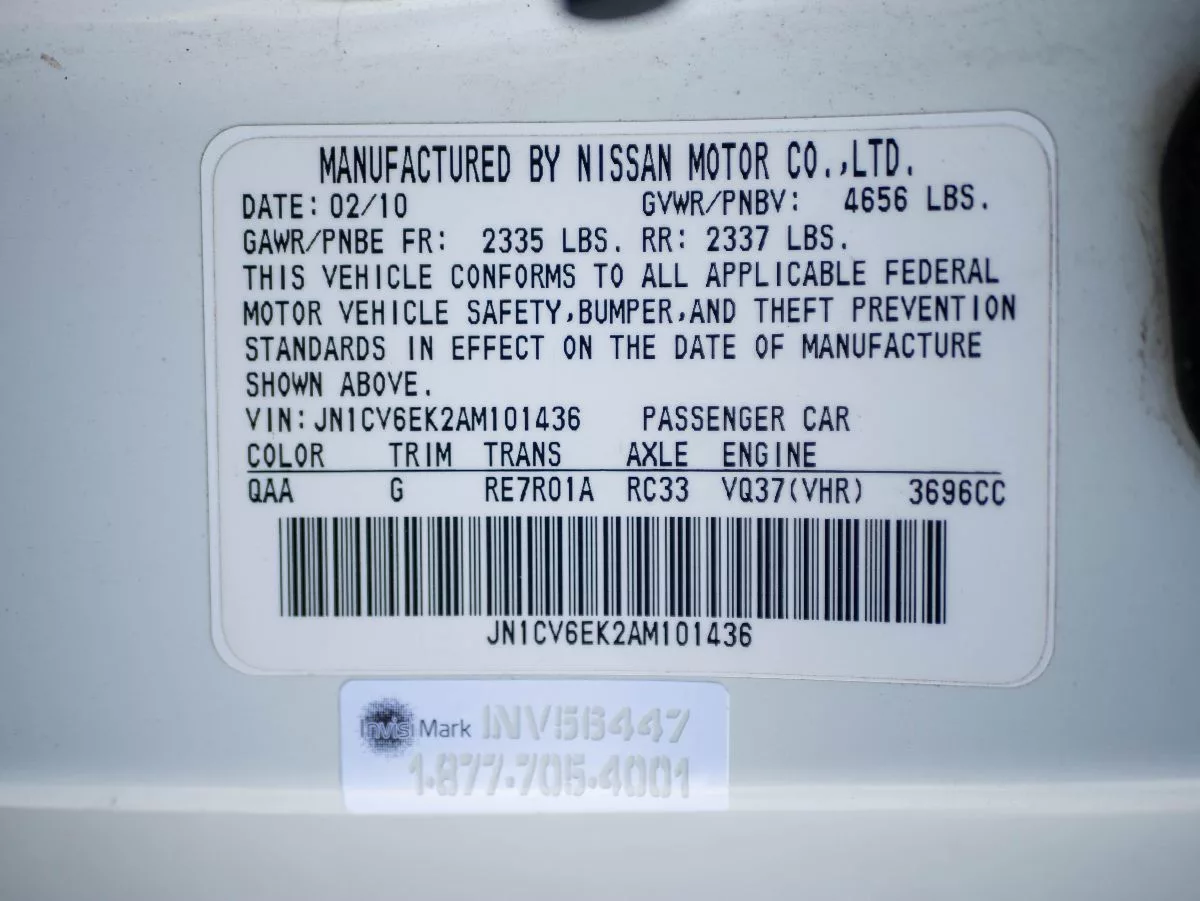 MANUFACTURED BY NISSAN MOTOR CO.,LTD.
DATE: 02/10 GVWR/PNBV: 4656 LBS.
GAWR/PNBE FR: 2335 LBS. RR: 2337 LBS.
THIS VEHICLE CONFORMS TO ALL APPLICABLE FEDERAL
MOTOR VEHICLE SAFETY,BUMPER,AND THEFT PREVENTION
STANDARDS IN EFFECT ON THE DATE OF MANUFACTURE
SHOWN ABOVE.
VIN:JN1CV6EK2AM101436 PASSENGER CAR
COLOR TRIM TRANS AXLE ENGINE
QAA G RE7R01A RC33 VQ37(VHR) 3696CC
JN1CV6EK2AM101436
InvisiMark INV56447
1-877-705-4001